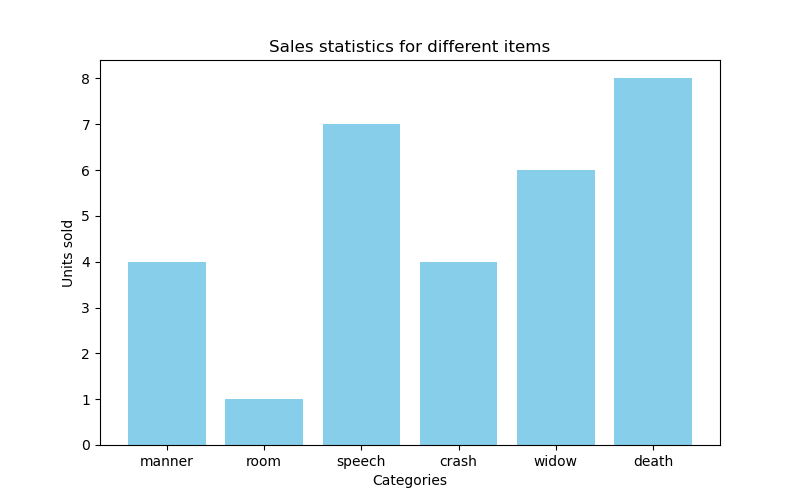 Sales statistics for different items
Units sold
8
7
6
5
4
3
2
1
0
manner room speech crash widow death
Categories